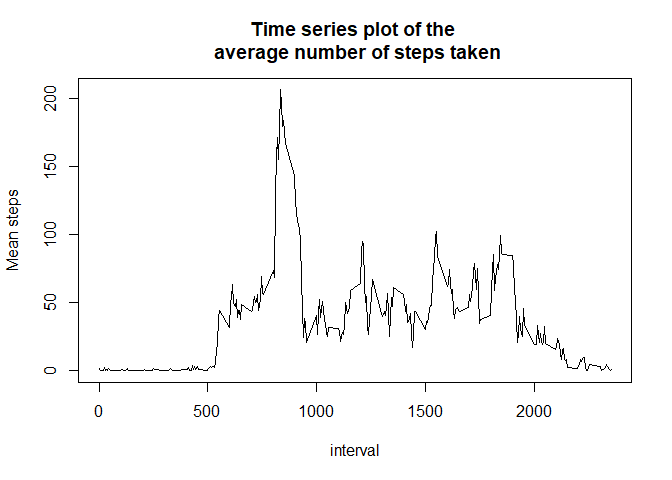 Time series plot of the
average number of steps taken
Mean steps
200
150
100
50
0
0 500 1000 1500 2000
interval